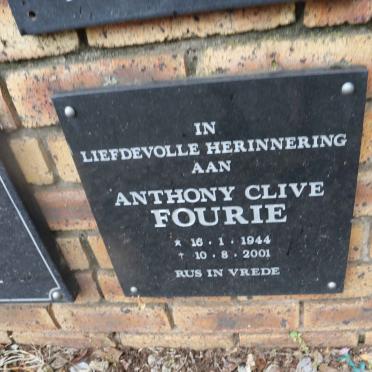 IN
LIEFDEVOLLE HERINNERING
AAN
ANTHONY CLIVE
FOURIE
* 16 . 1 . 1944
† 10 . 8 . 2001
RUS IN VREDE